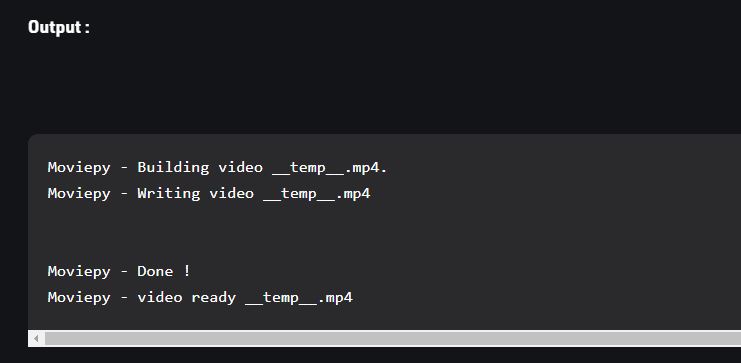 Output :
Moviepy - Building video __temp__.mp4.
Moviepy - Writing video __temp__.mp4
Moviepy - Done !
Moviepy - video ready __temp__.mp4